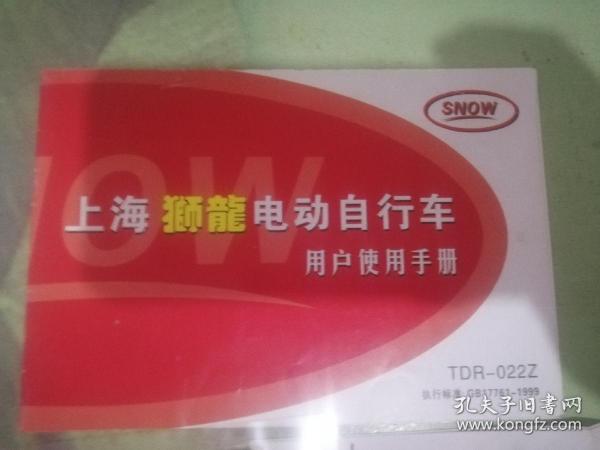 SNOW
NOW
上海 獅龍 电动自行车
用户使用手册
TDR-022Z
执行标准 GB17761-1999
孔夫子旧书网
www.kongfz.com